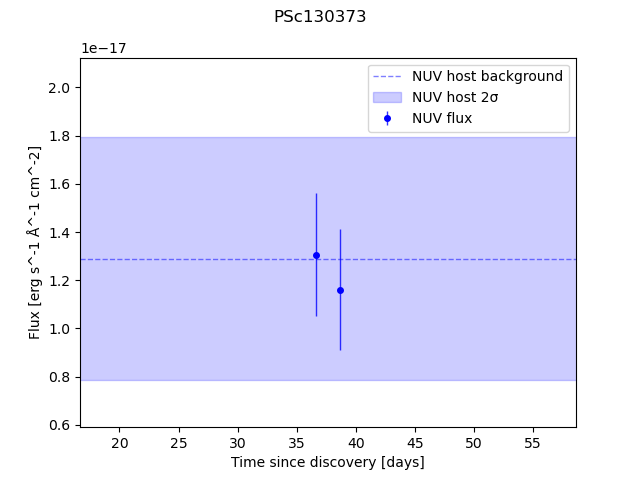 PSc130373
1e−17
NUV host background
NUV host 2σ
NUV flux
2.0
1.8
1.6
1.4
1.2
1.0
0.8
0.6
Flux [erg s^-1 Å^-1 cm^-2]
20 25 30 35 40 45 50 55
Time since discovery [days]